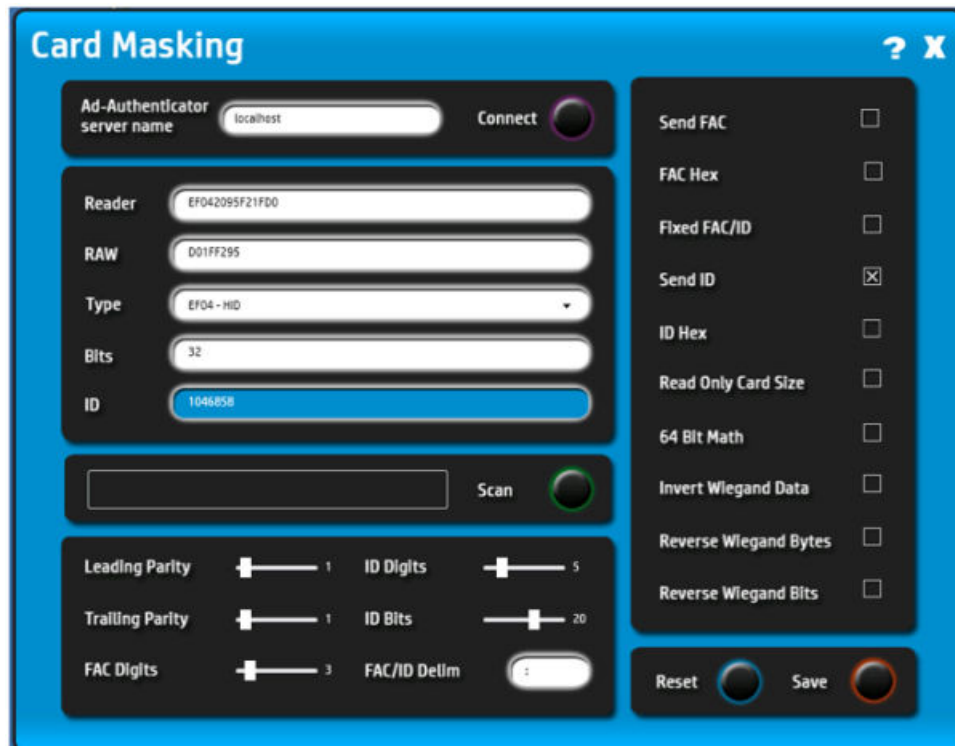 Card Masking
? X
Ad-Authenticator
server name
localhost
Connect
Reader
EF042095F21FD0
RAW
D01FF295
Type
EF04 - HID
Bits
32
ID
1046858
Scan
Leading Parity
1
ID Digits
5
Trailing Parity
1
ID Bits
20
FAC Digits
3
FAC/ID Delim
:
Send FAC
FAC Hex
Fixed FAC/ID
Send ID
ID Hex
Read Only Card Size
64 Bit Math
Invert Wiegand Data
Reverse Wiegand Bytes
Reverse Wiegand Bits
Reset
Save